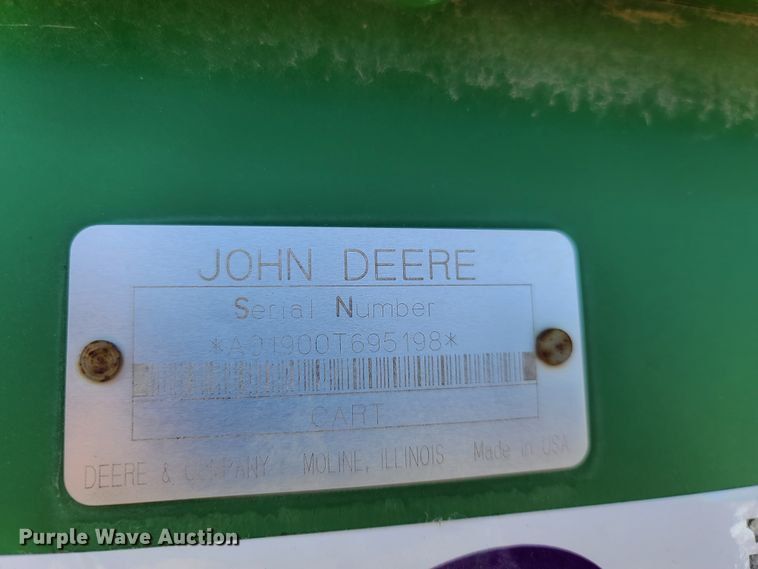 JOHN DEERE
Serial Number
*A01900T695198*
CART
DEERE & COMPANY MOLINE, ILLINOIS Made in USA
Purple Wave Auction